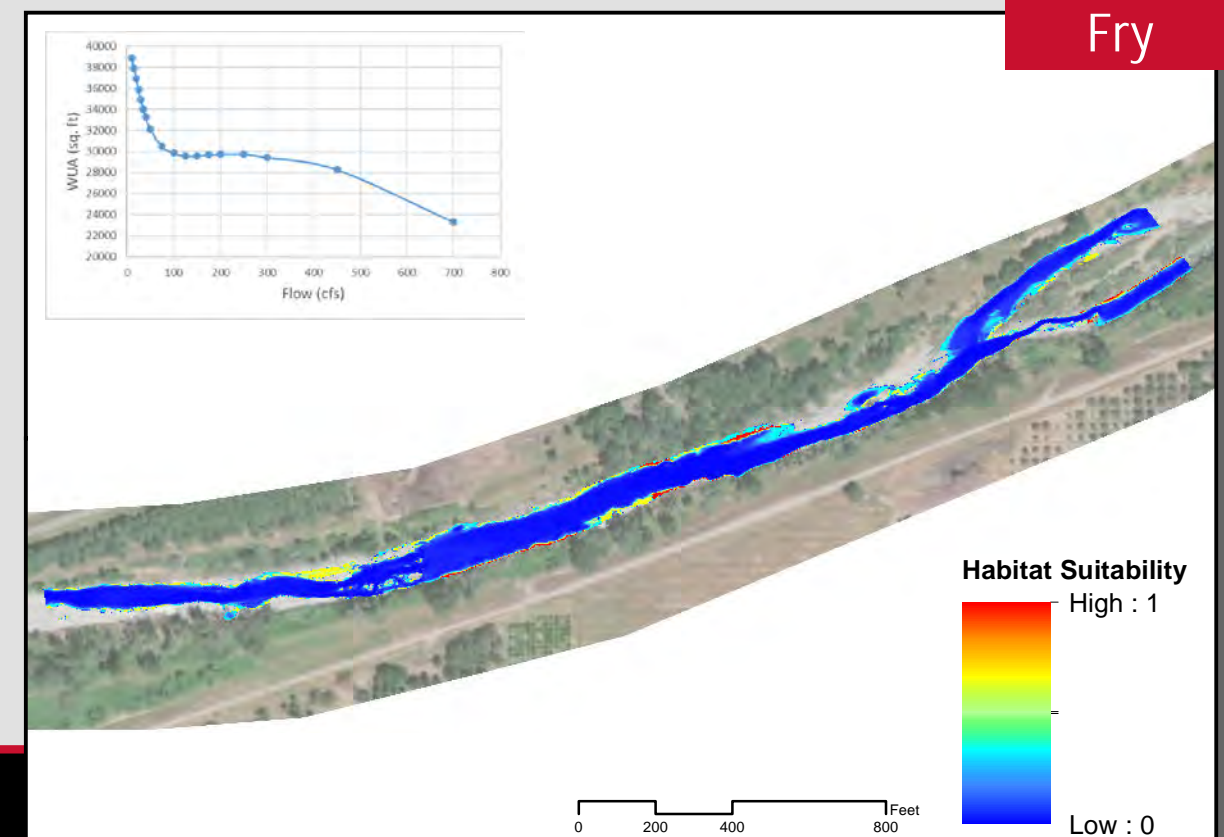 Fry
40000
38000
36000
34000
32000
30000
28000
26000
24000
22000
20000
WUA (sq. ft)
0 100 200 300 400 500 600 700 800
Flow (cfs)
Habitat Suitability
High : 1
Low : 0
Feet
0 200 400 800